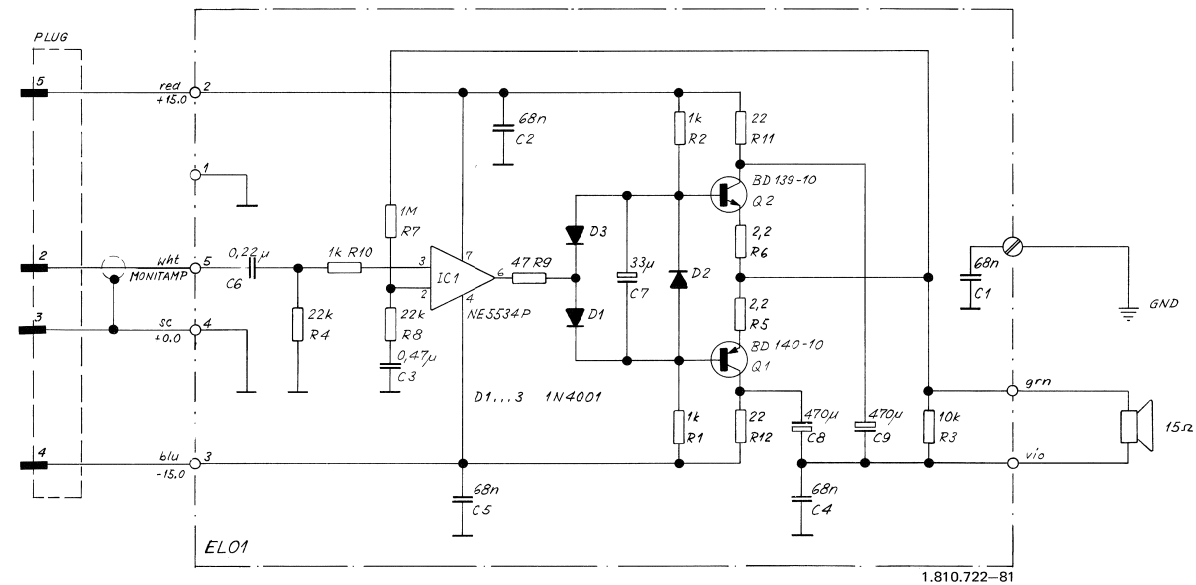 PLUG
5
red
+15.0
2
68n
C2
1k
R2
22
R11
1
BD 139-10
Q2
1M
R7
2
wht
MONITAMP
5
0,22µ
C6
1k R10
3
2
7
4
6
IC1
NE5534P
47 R9
D3
D1
33µ
C7
D2
2,2
R6
2,2
R5
68n
C1
GND
3
sc
+0.0
4
22k
R4
22k
R8
0,47µ
C3
BD 140-10
Q1
D1...3 1N4001
1k
R1
22
R12
470µ
C8
470µ
C9
10k
R3
grn
15Ω
vio
4
blu
-15.0
3
68n
C5
68n
C4
EL01
1.810.722—81